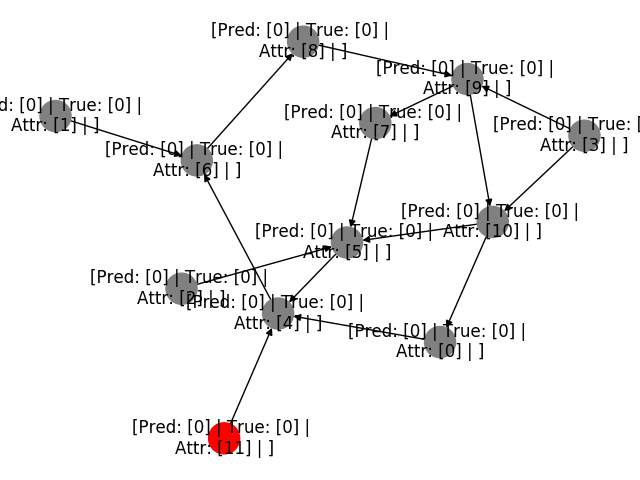 [Pred: [0] | True: [0] |
Attr: [8] | ]
[Pred: [0] | True: [0] |
Attr: [9] | ]
d: [0] | True: [0] |
Attr: [1] | ]
[Pred: [0] | True: [0] |
Attr: [7] | ]
[Pred: [0] | True: [
Attr: [3] | ]
[Pred: [0] | True: [0] |
Attr: [6] | ]
[Pred: [0] | True: [0] |
Attr: [10] | ]
[Pred: [0] | True: [0] |
Attr: [5] | ]
[Pred: [0] | True: [0] |
Attr: [2] | ]
[Pred: [0] | True: [0] |
Attr: [4] | ]
[Pred: [0] | True: [0] |
Attr: [0] | ]
[Pred: [0] | True: [0] |
Attr: [11] | ]